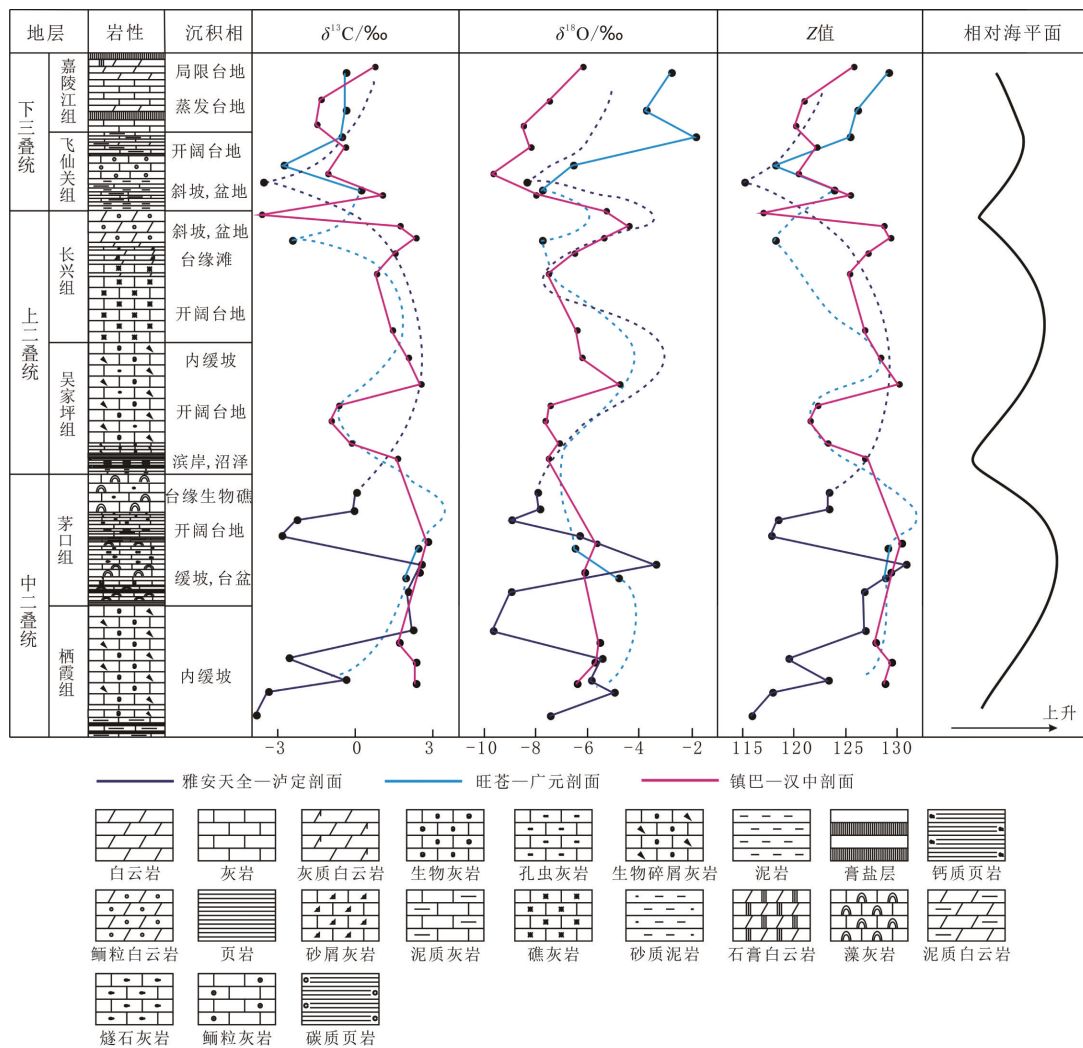 地层 岩性 沉积相 δ¹³C/‰ δ¹⁸O/‰ Z值 相对海平面
下三叠统
上二叠统
中二叠统
嘉陵江组
飞仙关组
长兴组
吴家坪组
茅口组
栖霞组
局限台地
蒸发台地
开阔台地
斜坡,盆地
斜坡,盆地
台缘滩
开阔台地
内缓坡
开阔台地
滨岸,沼泽
台缘生物礁
开阔台地
缓坡,台盆
内缓坡
上升
-3 0 3 -10 -8 -6 -4 -2 115 120 125 130
雅安天全—泸定剖面 旺苍—广元剖面 镇巴—汉中剖面
白云岩 灰岩 灰质白云岩 生物灰岩 孔虫灰岩 生物碎屑灰岩 泥岩 膏盐层 钙质页岩
鲕粒白云岩 页岩 砂屑灰岩 泥质灰岩 礁灰岩 砂质泥岩 石膏白云岩 藻灰岩 泥质白云岩
燧石灰岩 鲕粒灰岩 碳质页岩